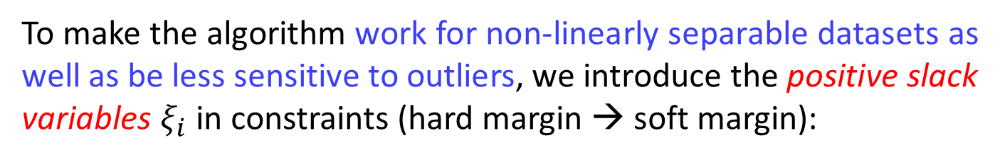 To make the algorithm work for non-linearly separable datasets as
well as be less sensitive to outliers, we introduce the positive slack
variables ξᵢ in constraints (hard margin → soft margin):